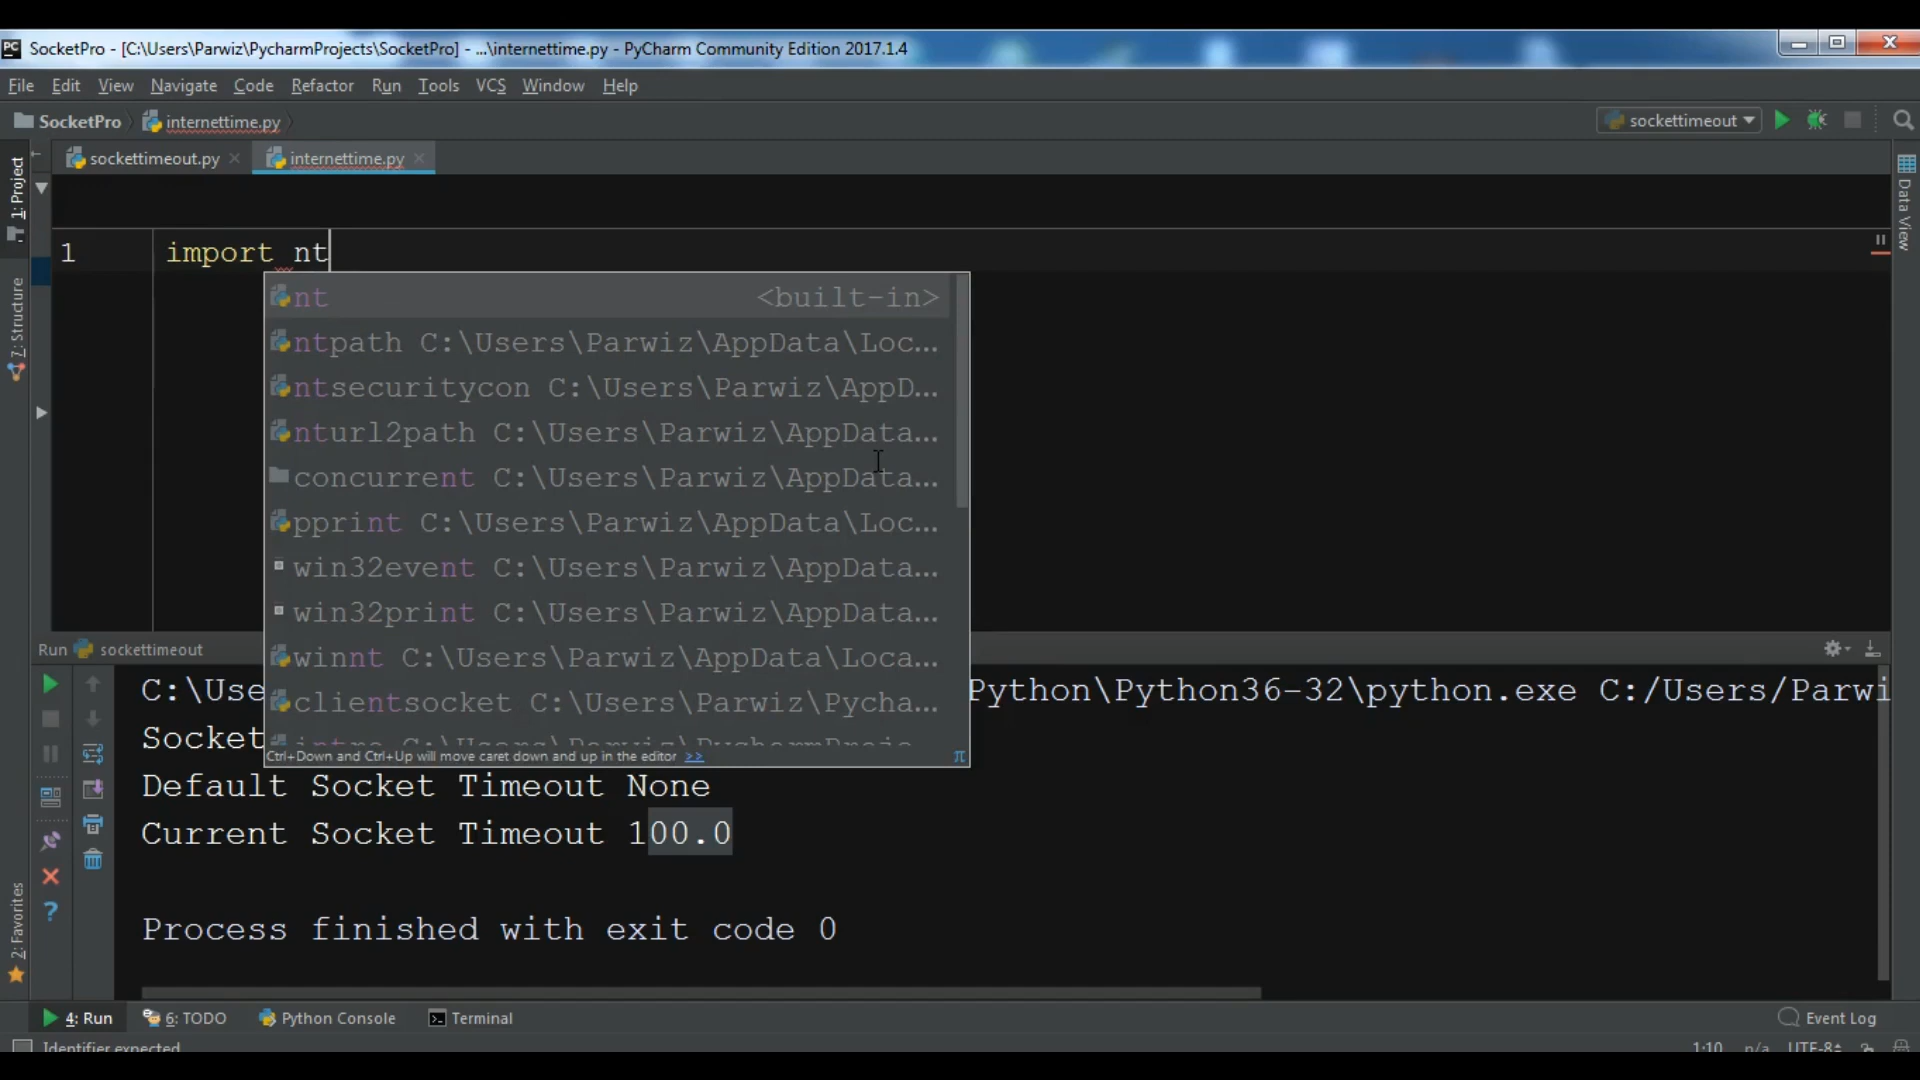 SocketPro - [C:\Users\Parwiz\PycharmProjects\SocketPro] - ...\internettime.py - PyCharm Community Edition 2017.1.4
File Edit View Navigate Code Refactor Run Tools VCS Window Help
SocketPro internettime.py sockettimeout
sockettimeout.py internettime.py
1: Project
7: Structure
2: Favorites
Data View
1 import nt
nt <built-in>
ntpath C:\Users\Parwiz\AppData\Loc...
ntsecuritycon C:\Users\Parwiz\AppD...
nturl2path C:\Users\Parwiz\AppData...
concurrent C:\Users\Parwiz\AppData...
pprint C:\Users\Parwiz\AppData\Loc...
win32event C:\Users\Parwiz\AppData...
win32print C:\Users\Parwiz\AppData...
winnt C:\Users\Parwiz\AppData\Loca...
clientsocket C:\Users\Parwiz\Pycha...
Ctrl+Down and Ctrl+Up will move caret down and up in the editor >>
Run sockettimeout
C:\Use Python\Python36-32\python.exe C:/Users/Parwi
Socket
Default Socket Timeout None
Current Socket Timeout 100.0
Process finished with exit code 0
4: Run 6: TODO Python Console Terminal Event Log
Identifier expected 1:10 n/a UTF-8